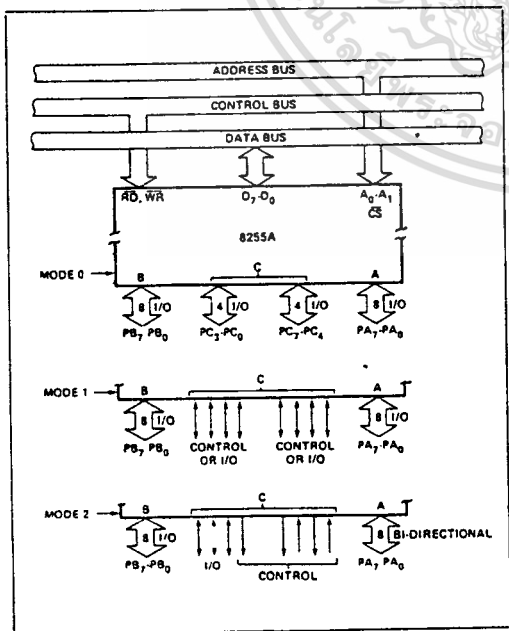 ADDRESS BUS
CONTROL BUS
DATA BUS
RD, WR
D7-D0
A0-A1
CS
8255A
MODE 0
B
C
A
8 I/O
4 I/O
4 I/O
8 I/O
PB7 PB0
PC3-PC0
PC7-PC4
PA7-PA0
MODE 1
B
C
A
8 I/O
8 I/O
PB7 PB0
CONTROL
OR I/O
CONTROL
OR I/O
PA7-PA0
MODE 2
B
C
A
8 I/O
8 BI-DIRECTIONAL
PB7-PB0
I/O
CONTROL
PA7 PA0